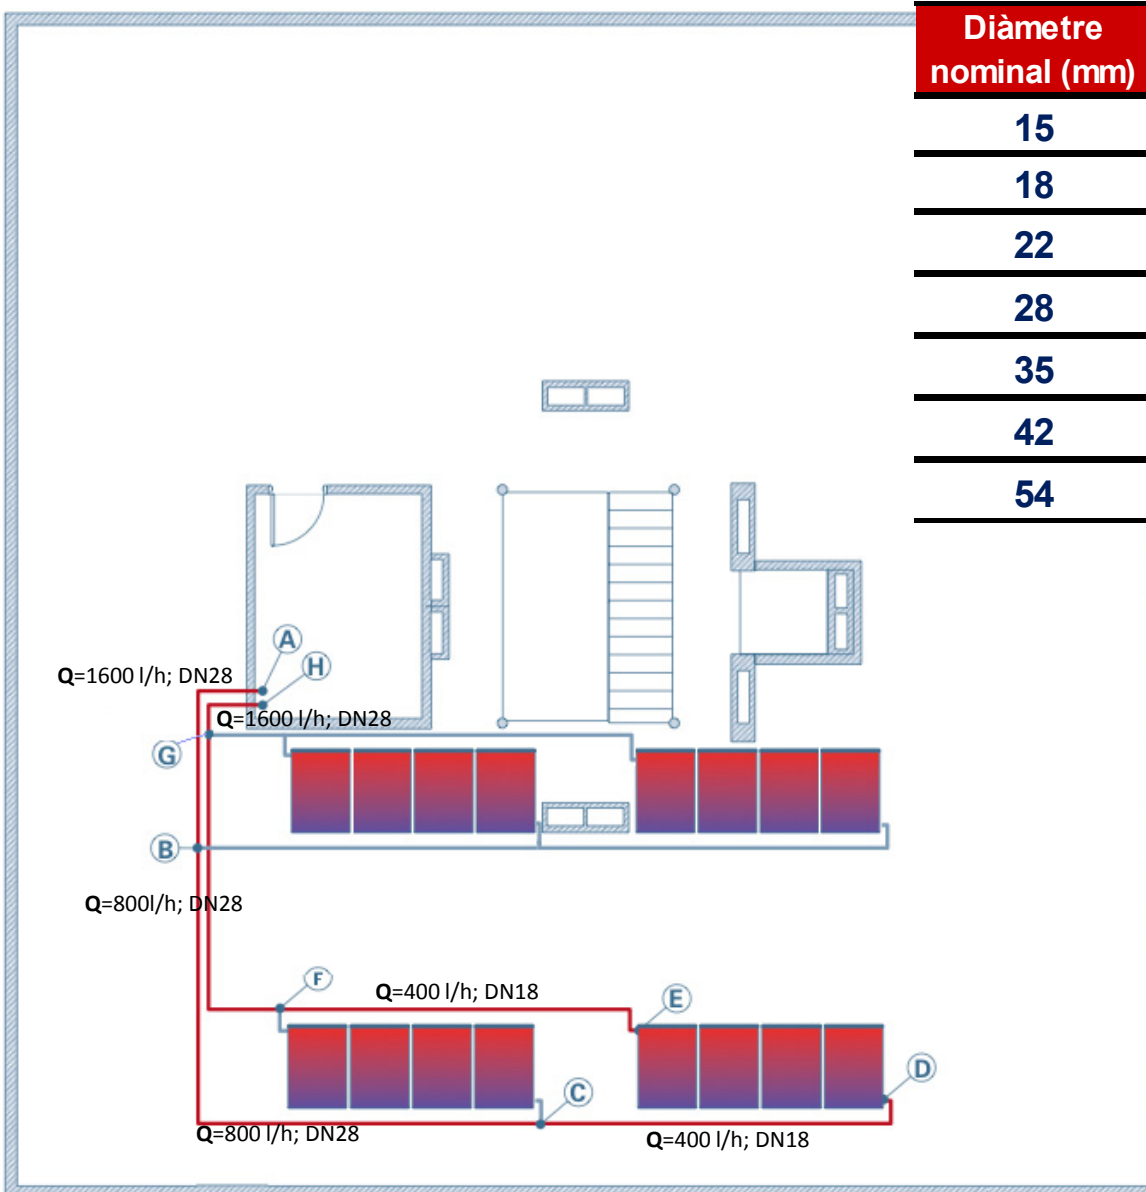 Diàmetre
nominal (mm)
15
18
22
28
35
42
54
A
Q=1600 l/h; DN28
H
Q=1600 l/h; DN28
G
B
Q=800l/h; DN28
F
Q=400 l/h; DN18
E
D
C
Q=800 l/h; DN28
Q=400 l/h; DN18